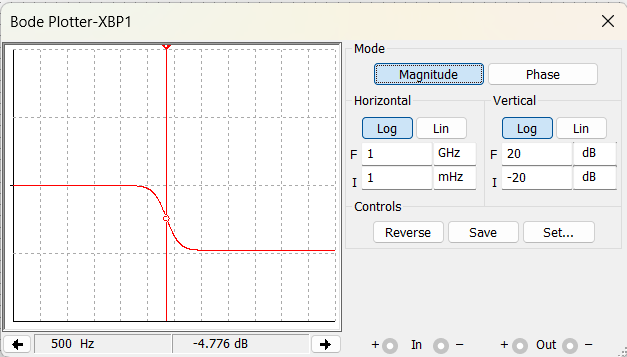 Bode Plotter-XBP1
Mode
Magnitude Phase
Horizontal Vertical
Log Lin Log Lin
F 1 GHz F 20 dB
I 1 mHz I -20 dB
Controls
Reverse Save Set...
500 Hz -4.776 dB + In − + Out −